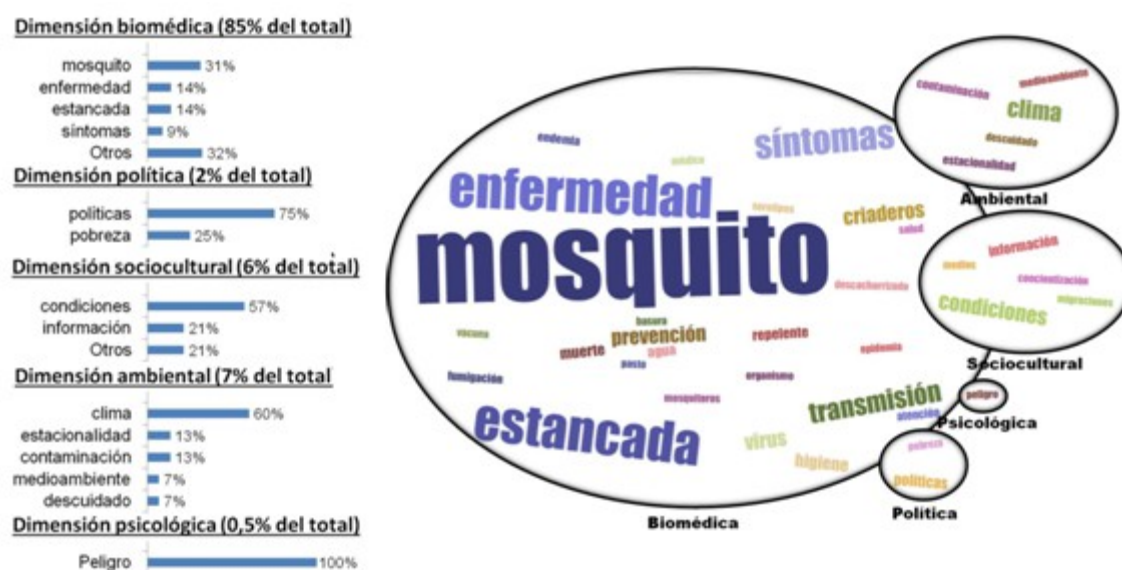 Dimensión biomédica (85% del total)
mosquito 31%
enfermedad 14%
estancada 14%
síntomas 9%
Otros 32%
Dimensión política (2% del total)
políticas 75%
pobreza 25%
Dimensión sociocultural (6% del total)
condiciones 57%
información 21%
Otros 21%
Dimensión ambiental (7% del total
clima 60%
estacionalidad 13%
contaminación 13%
medioambiente 7%
descuidado 7%
Dimensión psicológica (0,5% del total)
Peligro 100%
endemia
síntomas
médico
enfermedad
serotipos
criaderos
salud
mosquito
descacharrizado
vacuna
basura
prevención
repelente
muerte
agua
epidemia
pasto
fumigación
organismo
mosquiteros
transmisión
atención
estancada
virus
higiene
Biomédica
contaminación
medioambiente
clima
descuidado
estacionalidad
Ambiental
información
medios
concientización
migraciones
condiciones
Sociocultural
peligro
Psicológica
pobreza
políticas
Política